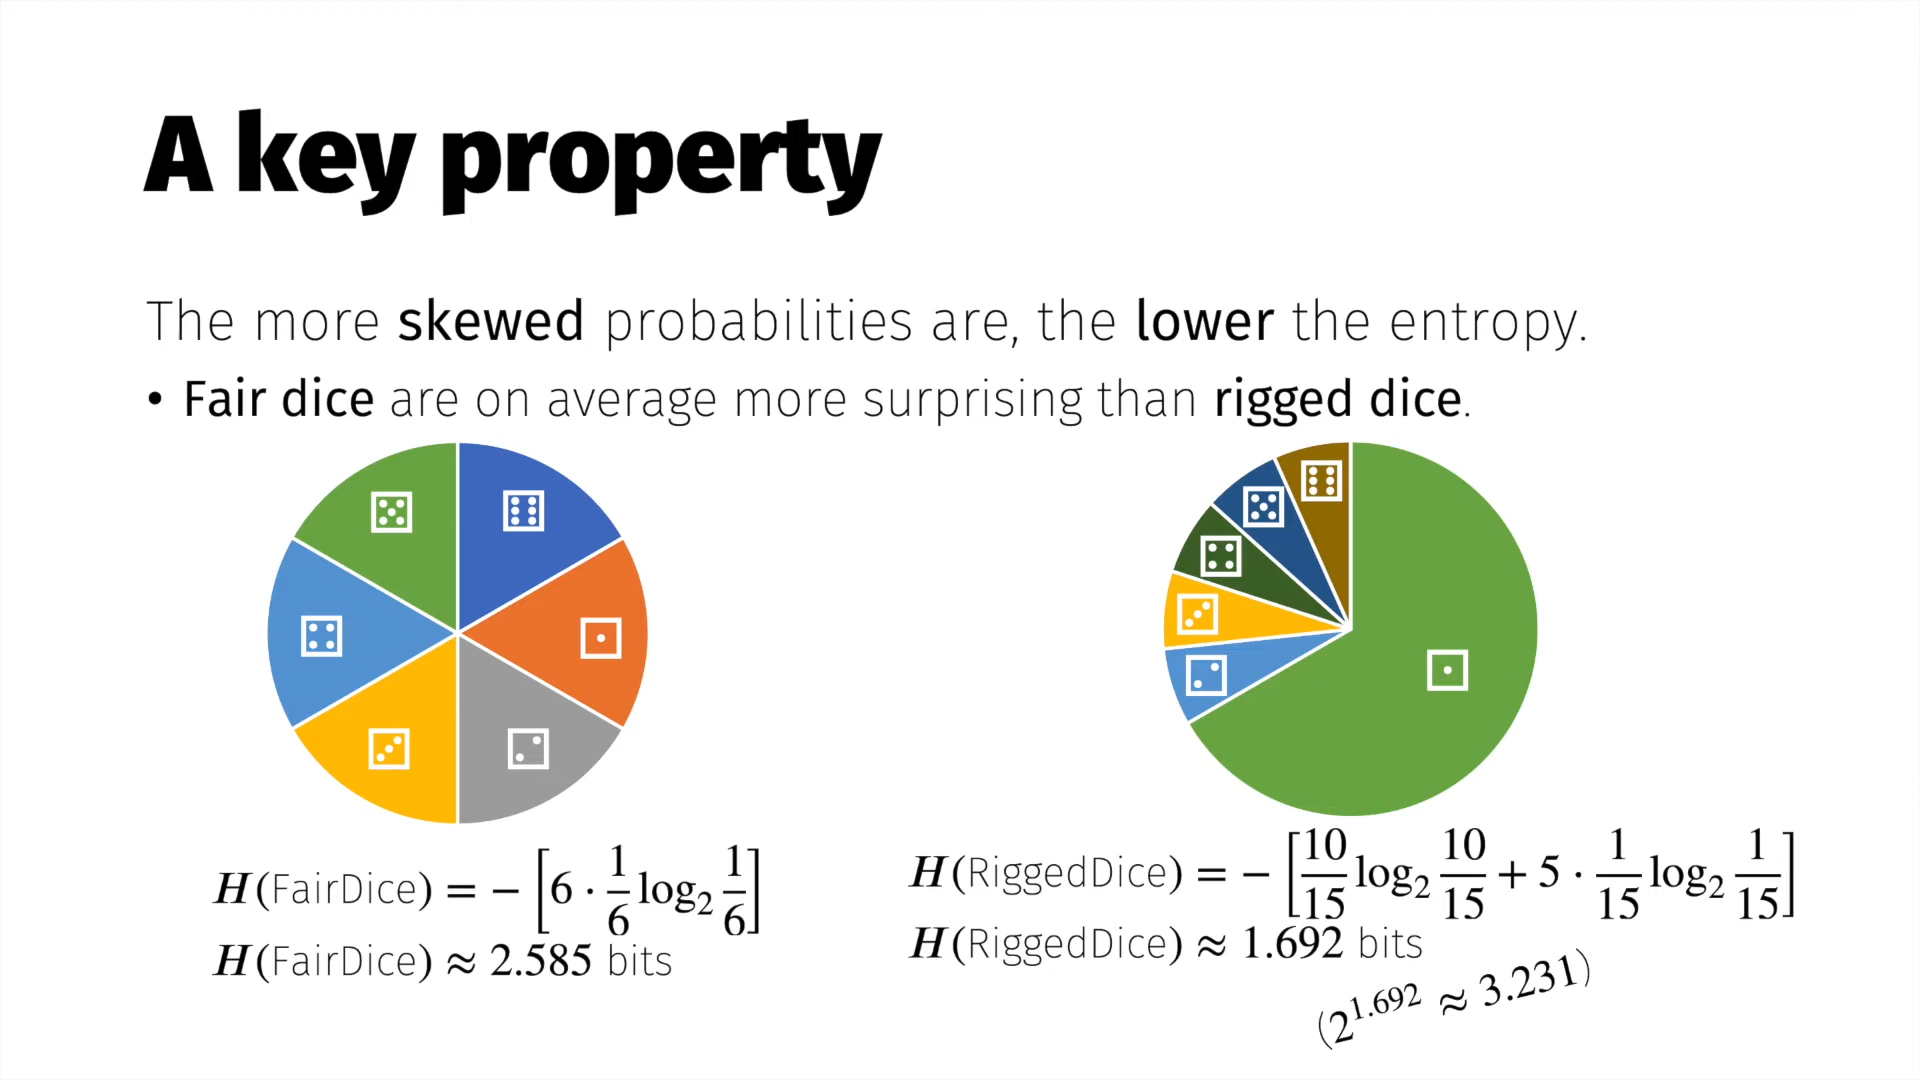 A key property
The more skewed probabilities are, the lower the entropy.
• Fair dice are on average more surprising than rigged dice.
H(FairDice) = − [6 · 1/6 log₂ 1/6]
H(FairDice) ≈ 2.585 bits
H(RiggedDice) = − [10/15 log₂ 10/15 + 5 · 1/15 log₂ 1/15]
H(RiggedDice) ≈ 1.692 bits
(2^1.692 ≈ 3.231)